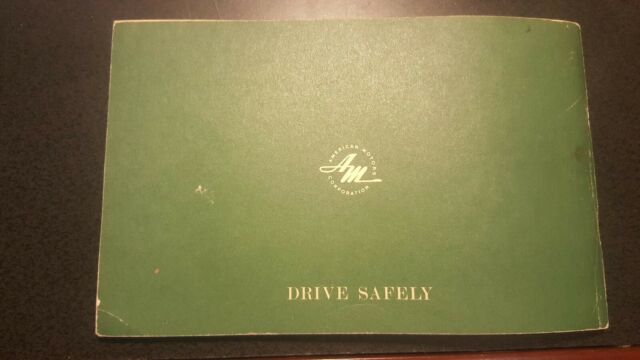 AMERICAN MOTORS
AM
CORPORATION
DRIVE SAFELY